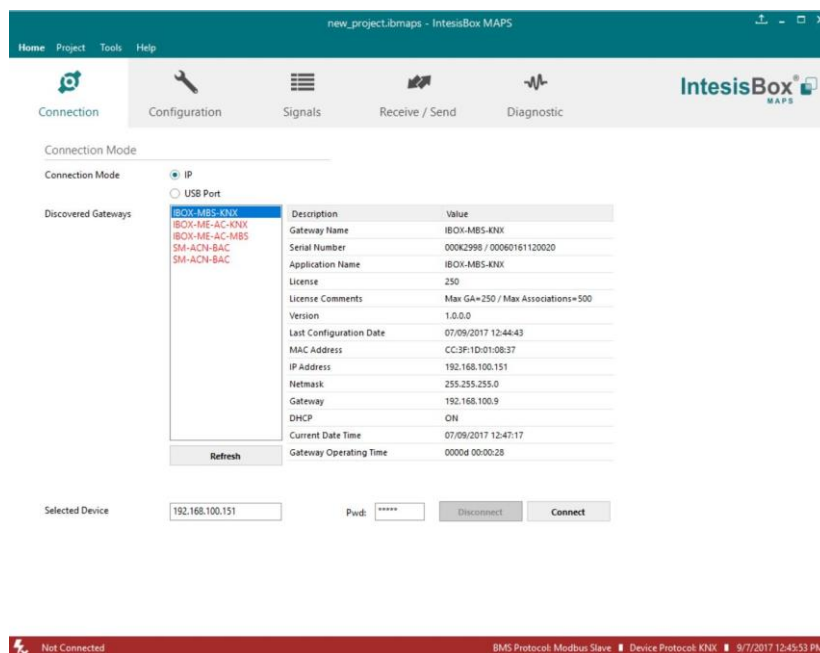 new_project.ibmaps - IntesisBox MAPS
Home Project Tools Help
Connection Configuration Signals Receive / Send Diagnostic
IntesisBox®
MAPS
Connection Mode
Connection Mode IP
USB Port
Discovered Gateways
IBOX-MBS-KNX
IBOX-ME-AC-KNX
IBOX-ME-AC-MBS
SM-ACN-BAC
SM-ACN-BAC
Refresh
Description Value
Gateway Name IBOX-MBS-KNX
Serial Number 000K2998 / 00060161120020
Application Name IBOX-MBS-KNX
License 250
License Comments Max GA=250 / Max Associations=500
Version 1.0.0.0
Last Configuration Date 07/09/2017 12:44:43
MAC Address CC:3F:1D:01:08:37
IP Address 192.168.100.151
Netmask 255.255.255.0
Gateway 192.168.100.9
DHCP ON
Current Date Time 07/09/2017 12:47:17
Gateway Operating Time 0000d 00:00:28
Selected Device 192.168.100.151 Pwd: ***** Disconnect Connect
Not Connected BMS Protocol: Modbus Slave Device Protocol: KNX 9/7/2017 12:45:53 PM